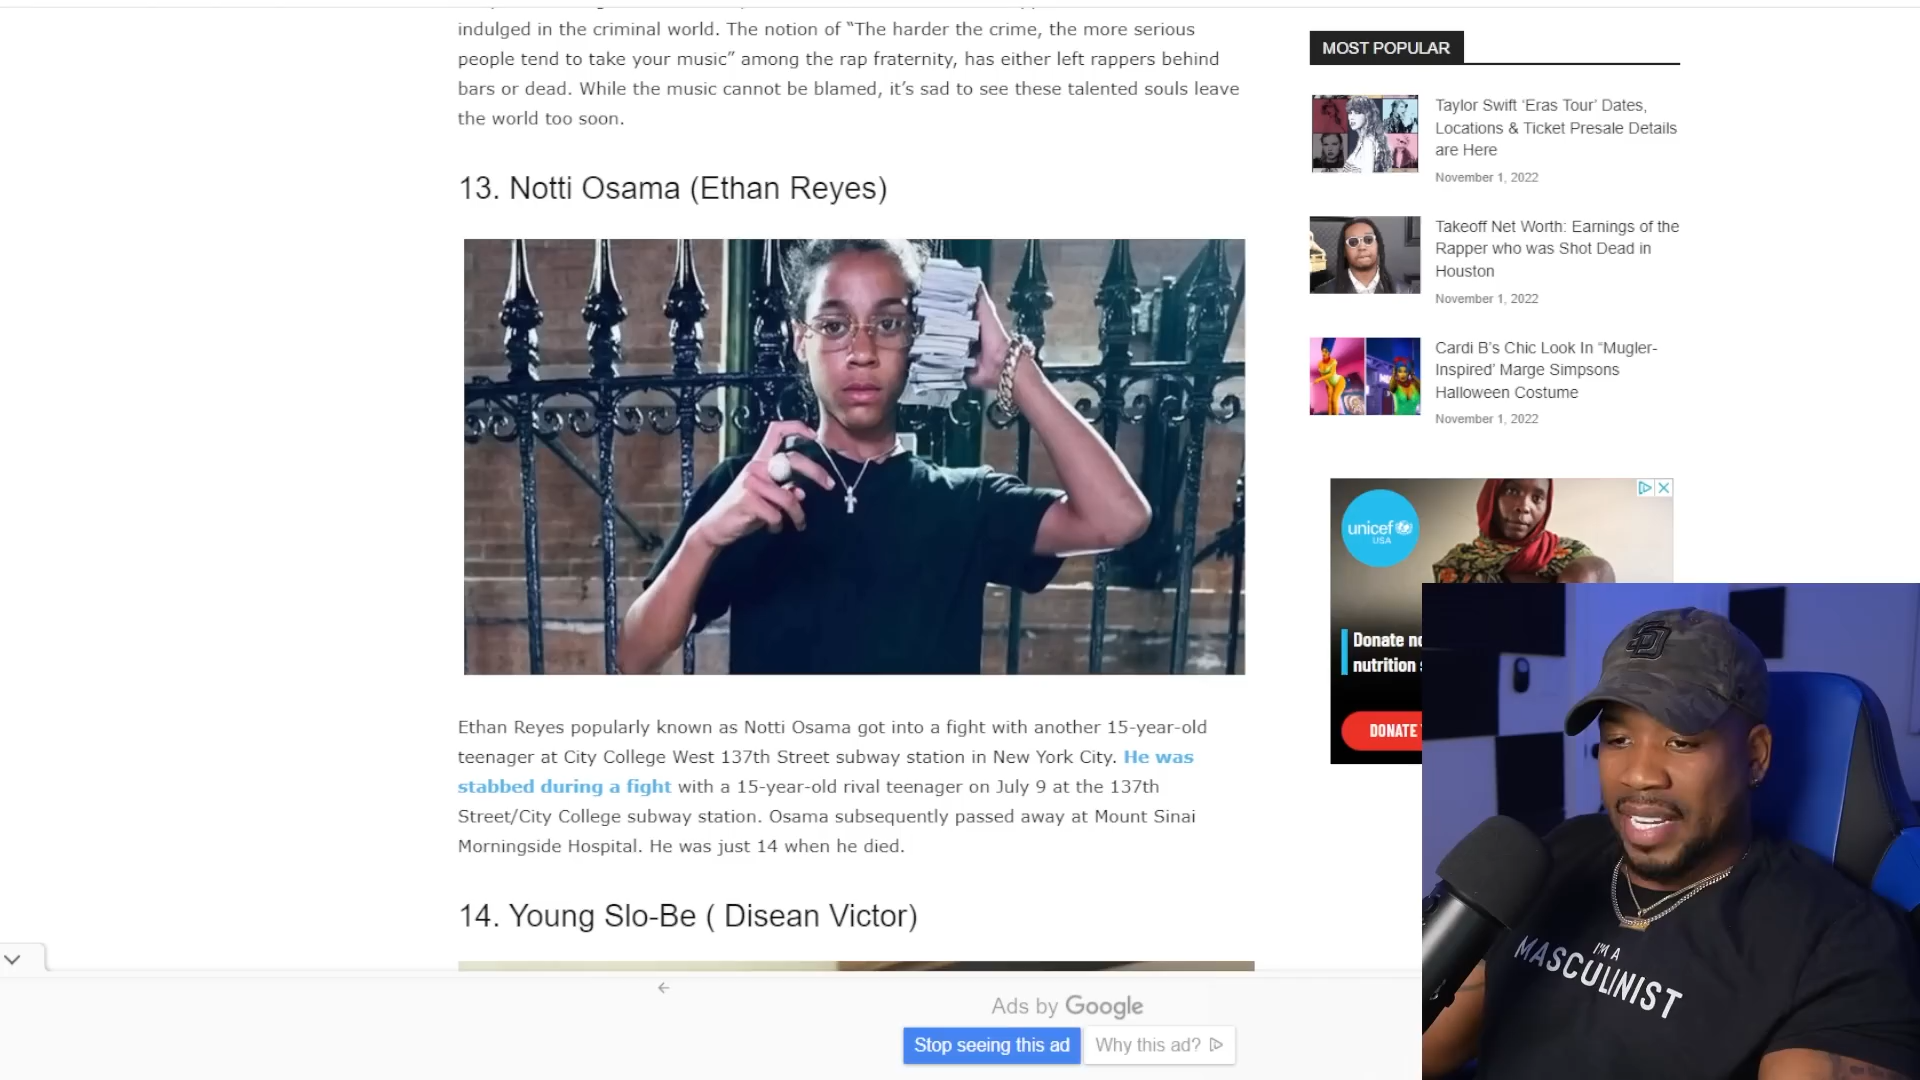 indulged in the criminal world. The notion of “The harder the crime, the more serious
people tend to take your music” among the rap fraternity, has either left rappers behind
bars or dead. While the music cannot be blamed, it’s sad to see these talented souls leave
the world too soon.
13. Notti Osama (Ethan Reyes)
Ethan Reyes popularly known as Notti Osama got into a fight with another 15-year-old
teenager at City College West 137th Street subway station in New York City. He was
stabbed during a fight with a 15-year-old rival teenager on July 9 at the 137th
Street/City College subway station. Osama subsequently passed away at Mount Sinai
Morningside Hospital. He was just 14 when he died.
14. Young Slo-Be ( Disean Victor)
MOST POPULAR
Taylor Swift ‘Eras Tour’ Dates,
Locations & Ticket Presale Details
are Here
November 1, 2022
Takeoff Net Worth: Earnings of the
Rapper who was Shot Dead in
Houston
November 1, 2022
Cardi B’s Chic Look In “Mugler-
Inspired’ Marge Simpsons
Halloween Costume
November 1, 2022
unicef
USA
Donate
nutrition
DONATE
I'M A
MASCULINIST
Ads by Google
Stop seeing this ad
Why this ad?